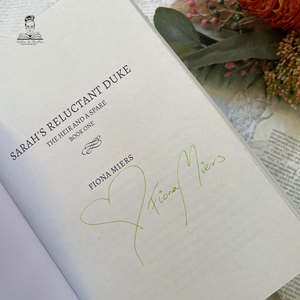 SARAH'S RELUCTANT DUKE
THE HEIR AND A SPARE
BOOK ONE
FIONA MIERS
Fiona Miers